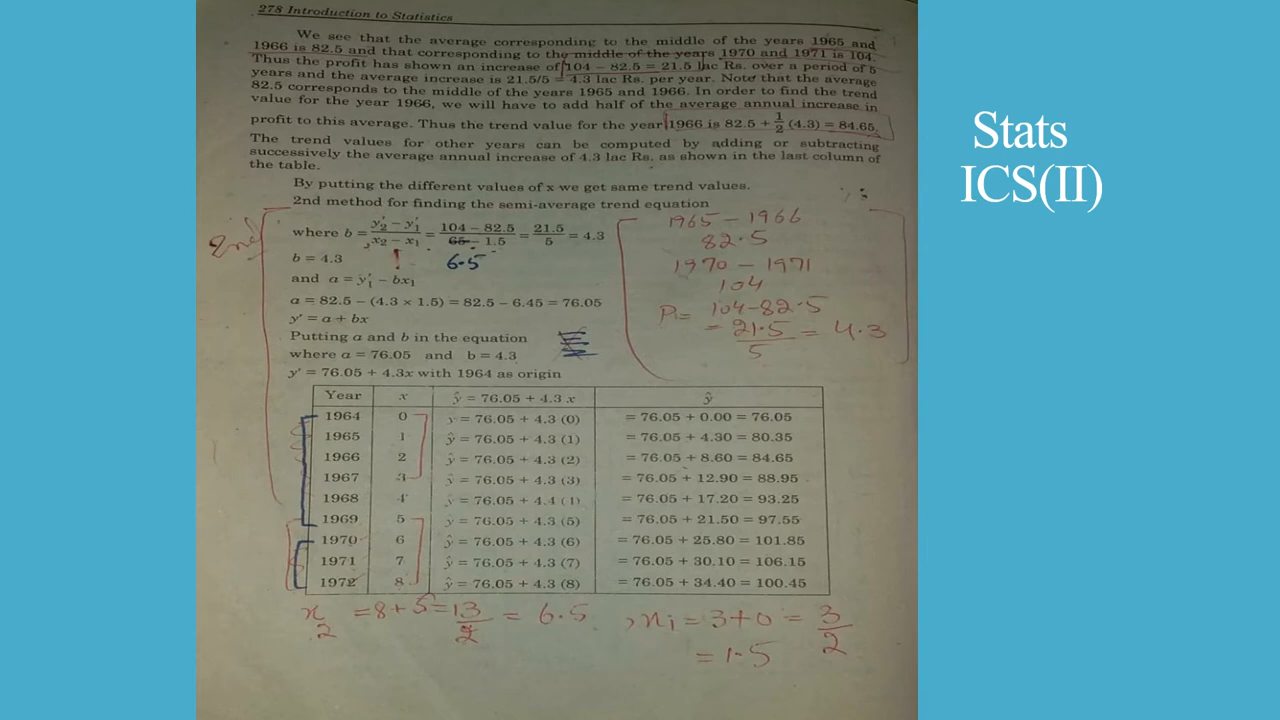 278 Introduction to Statistics
We see that the average corresponding to the middle of the years 1965 and
1966 is 82.5 and that corresponding to the middle of the years 1970 and 1971 is 104.
Thus the profit has shown an increase of 104 – 82.5 = 21.5 lac Rs. over a period of 5
years and the average increase is 21.5/5 = 4.3 lac Rs. per year. Note that the average
82.5 corresponds to the middle of the years 1965 and 1966. In order to find the trend
value for the year 1966, we will have to add half of the average annual increase in
profit to this average. Thus the trend value for the year 1966 is 82.5 + 1/2 (4.3) = 84.65.
The trend values for other years can be computed by adding or subtracting
successively the average annual increase of 4.3 lac Rs. as shown in the last column of
the table.
By putting the different values of x we get same trend values.
2nd method for finding the semi-average trend equation
2nd
where b = (y'₂ – y'₁)/(x₂ – x₁) = (104 – 82.5)/(65 – 1.5) = 21.5/5 = 4.3
6.5
b = 4.3
and a = y'₁ – bx₁
a = 82.5 – (4.3 × 1.5) = 82.5 – 6.45 = 76.05
y' = a + bx
Putting a and b in the equation
where a = 76.05 and b = 4.3
y' = 76.05 + 4.3x with 1964 as origin
1965 – 1966
82.5
1970 – 1971
104
= 104–82.5
= 21.5/5 = 4.3
Year x ŷ = 76.05 + 4.3 x ŷ
1964 0 y = 76.05 + 4.3 (0) = 76.05 + 0.00 = 76.05
1965 1 ŷ = 76.05 + 4.3 (1) = 76.05 + 4.30 = 80.35
1966 2 ŷ = 76.05 + 4.3 (2) = 76.05 + 8.60 = 84.65
1967 3 ŷ = 76.05 + 4.3 (3) = 76.05 + 12.90 = 88.95
1968 4 ŷ = 76.05 + 4.4 (4) = 76.05 + 17.20 = 93.25
1969 5 y = 76.05 + 4.3 (5) = 76.05 + 21.50 = 97.55
1970 6 ŷ = 76.05 + 4.3 (6) = 76.05 + 25.80 = 101.85
1971 7 ŷ = 76.05 + 4.3 (7) = 76.05 + 30.10 = 106.15
1972 8 ŷ = 76.05 + 4.3 (8) = 76.05 + 34.40 = 100.45
x₂ = 8+5 = 13/2 = 6.5 , x₁ = 3+0 = 3/2
= 1.5
Stats
ICS(II)